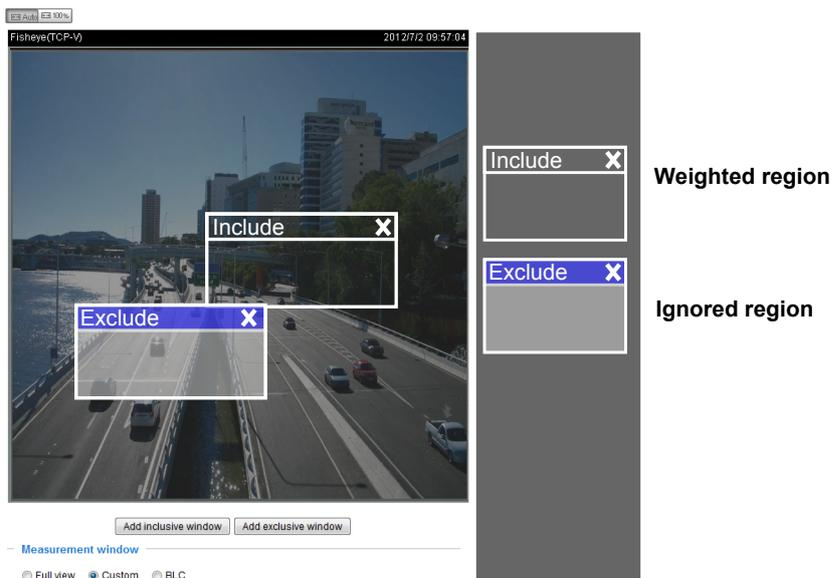 Auto 100%
Fisheye(TCP-V) 2012/7/2 09:57:04
Include
Exclude
Include
Weighted region
Exclude
Ignored region
Add inclusive window Add exclusive window
Measurement window
Full view Custom BLC